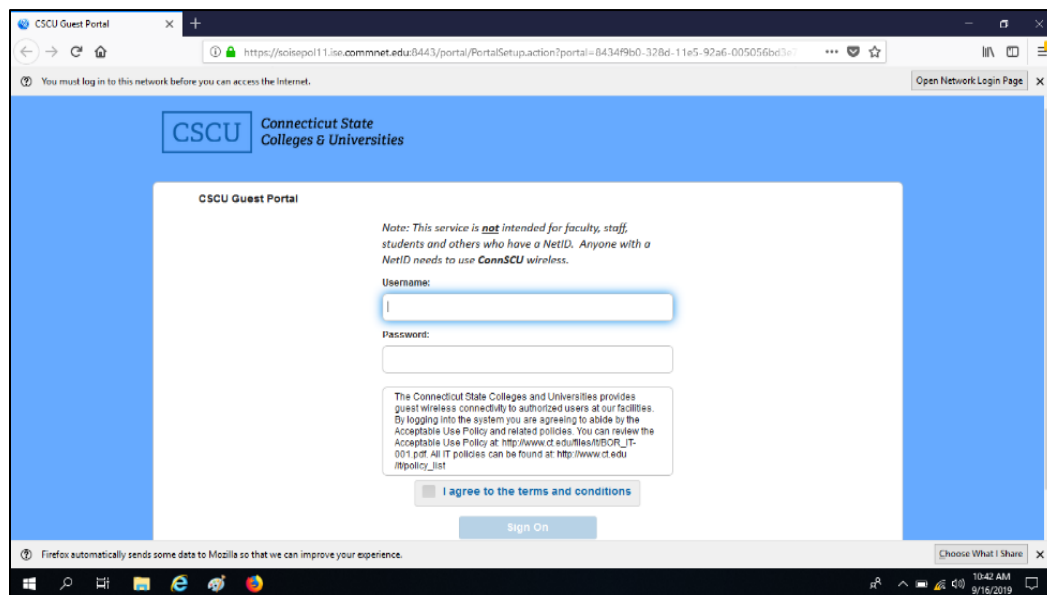 CSCU Guest Portal
https://soisepol11.ise.commnet.edu:8443/portal/PortalSetup.action?portal=8434f9b0-328d-11e5-92a6-005056bd3e
You must log in to this network before you can access the Internet.
Open Network Login Page
CSCU
Connecticut State
Colleges & Universities
CSCU Guest Portal
Note: This service is not intended for faculty, staff,
students and others who have a NetID. Anyone with a
NetID needs to use ConnSCU wireless.
Username:
Password:
The Connecticut State Colleges and Universities provides
guest wireless connectivity to authorized users at our facilities.
By logging into the system you are agreeing to abide by the
Acceptable Use Policy and related policies. You can review the
Acceptable Use Policy at: http://www.ct.edu/files/it/BOR_IT-
001.pdf. All IT policies can be found at: http://www.ct.edu
/it/policy_list
I agree to the terms and conditions
Sign On
Firefox automatically sends some data to Mozilla so that we can improve your experience.
Choose What I Share
10:42 AM
9/16/2019